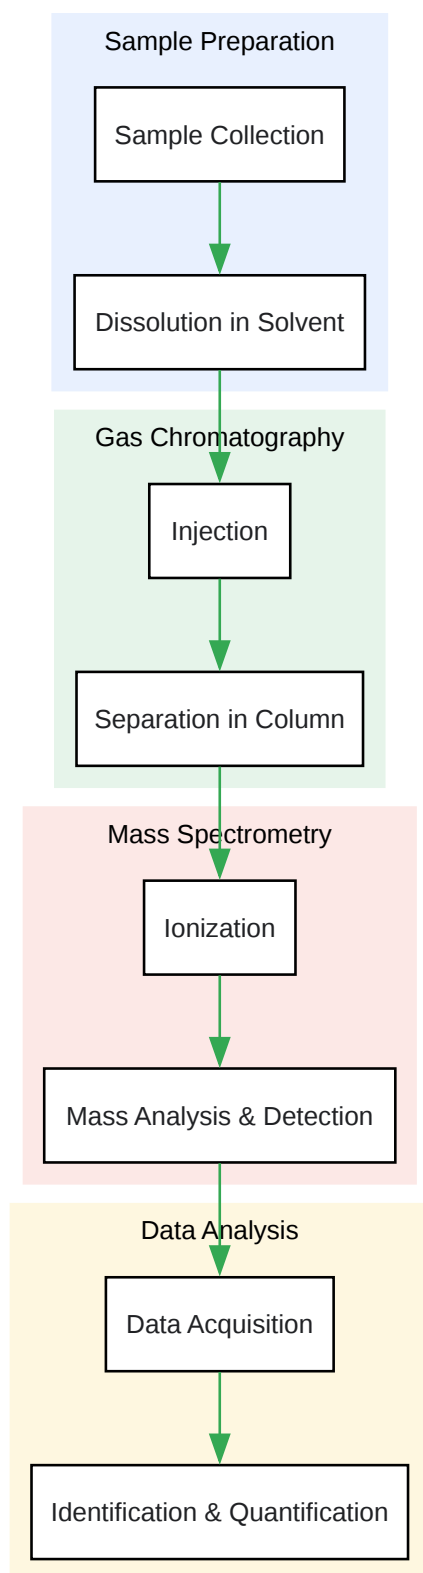 Sample Preparation
Sample Collection
Dissolution in Solvent
Gas Chromatography
Injection
Separation in Column
Mass Spectrometry
Ionization
Mass Analysis & Detection
Data Analysis
Data Acquisition
Identification & Quantification